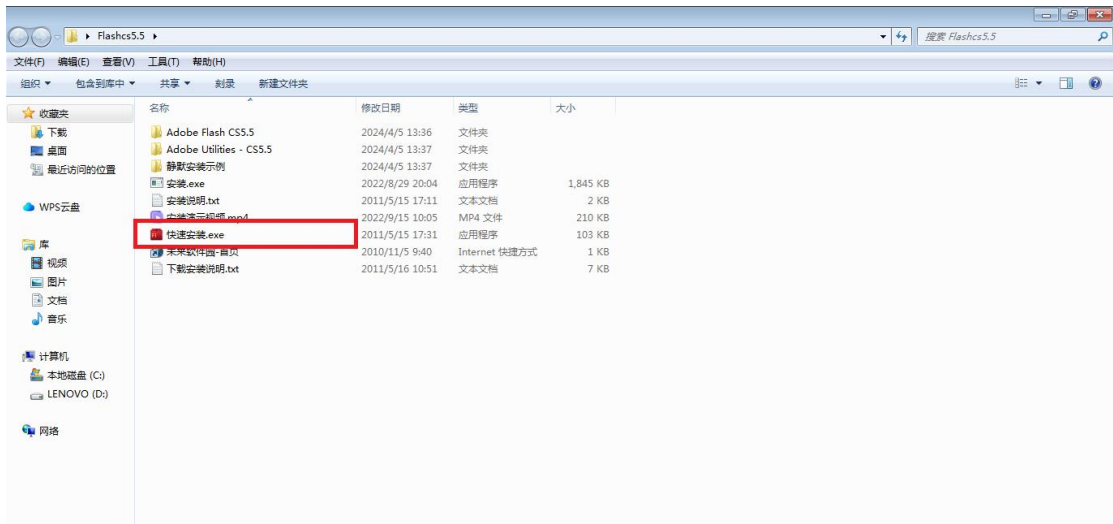 Flashcs5.5
搜索 Flashcs5.5
文件(F) 编辑(E) 查看(V) 工具(T) 帮助(H)
组织 包含到库中 共享 刻录 新建文件夹
收藏夹
下载
桌面
最近访问的位置
WPS云盘
库
视频
图片
文档
音乐
计算机
本地磁盘 (C:)
LENOVO (D:)
网络
名称 修改日期 类型 大小
Adobe Flash CS5.5 2024/4/5 13:36 文件夹
Adobe Utilities - CS5.5 2024/4/5 13:37 文件夹
静默安装示例 2024/4/5 13:37 文件夹
安装.exe 2022/8/29 20:04 应用程序 1,845 KB
安装说明.txt 2011/5/15 17:11 文本文档 2 KB
安装演示视频.mp4 2022/9/15 10:05 MP4 文件 210 KB
快速安装.exe 2011/5/15 17:31 应用程序 103 KB
未来软件园-首页 2010/11/5 9:40 Internet 快捷方式 1 KB
下载安装说明.txt 2011/5/16 10:51 文本文档 7 KB